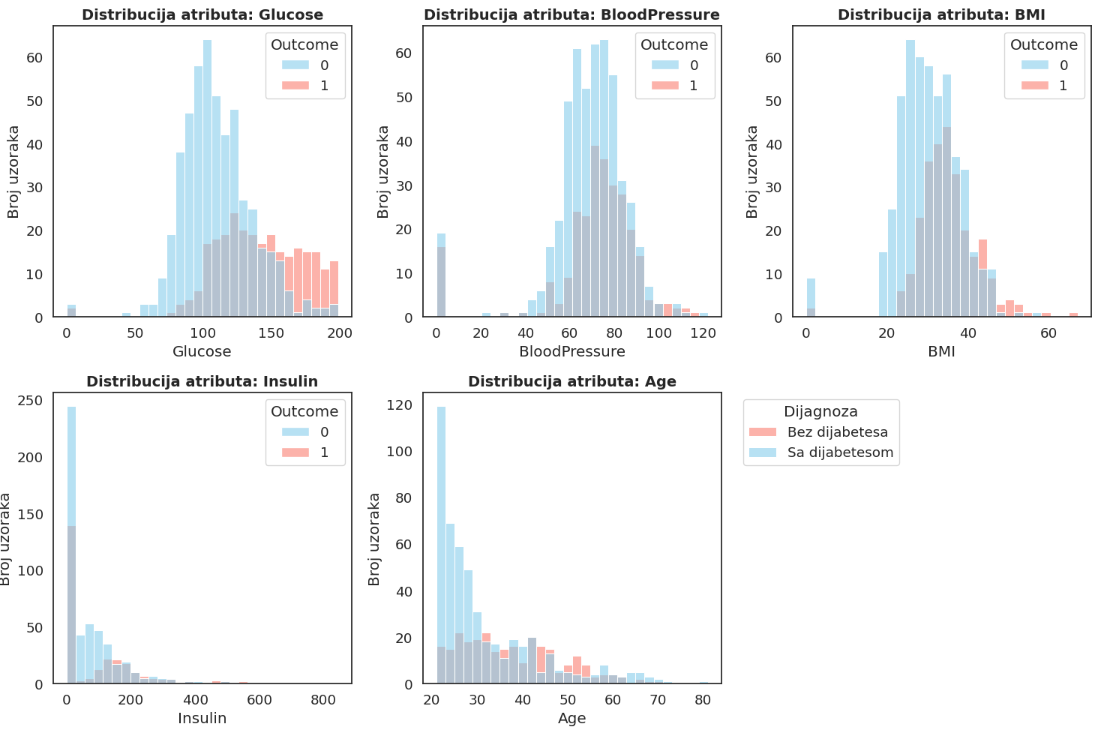 Distribucija atributa: Glucose
Outcome
0
1
Broj uzoraka
60
50
40
30
20
10
0
0 50 100 150 200
Glucose
Distribucija atributa: BloodPressure
Outcome
0
1
Broj uzoraka
60
50
40
30
20
10
0
0 20 40 60 80 100 120
BloodPressure
Distribucija atributa: BMI
Outcome
0
1
Broj uzoraka
60
50
40
30
20
10
0
0 20 40 60
BMI
Distribucija atributa: Insulin
Outcome
0
1
Broj uzoraka
250
200
150
100
50
0
0 200 400 600 800
Insulin
Distribucija atributa: Age
Broj uzoraka
120
100
80
60
40
20
0
20 30 40 50 60 70 80
Age
Dijagnoza
Bez dijabetesa
Sa dijabetesom